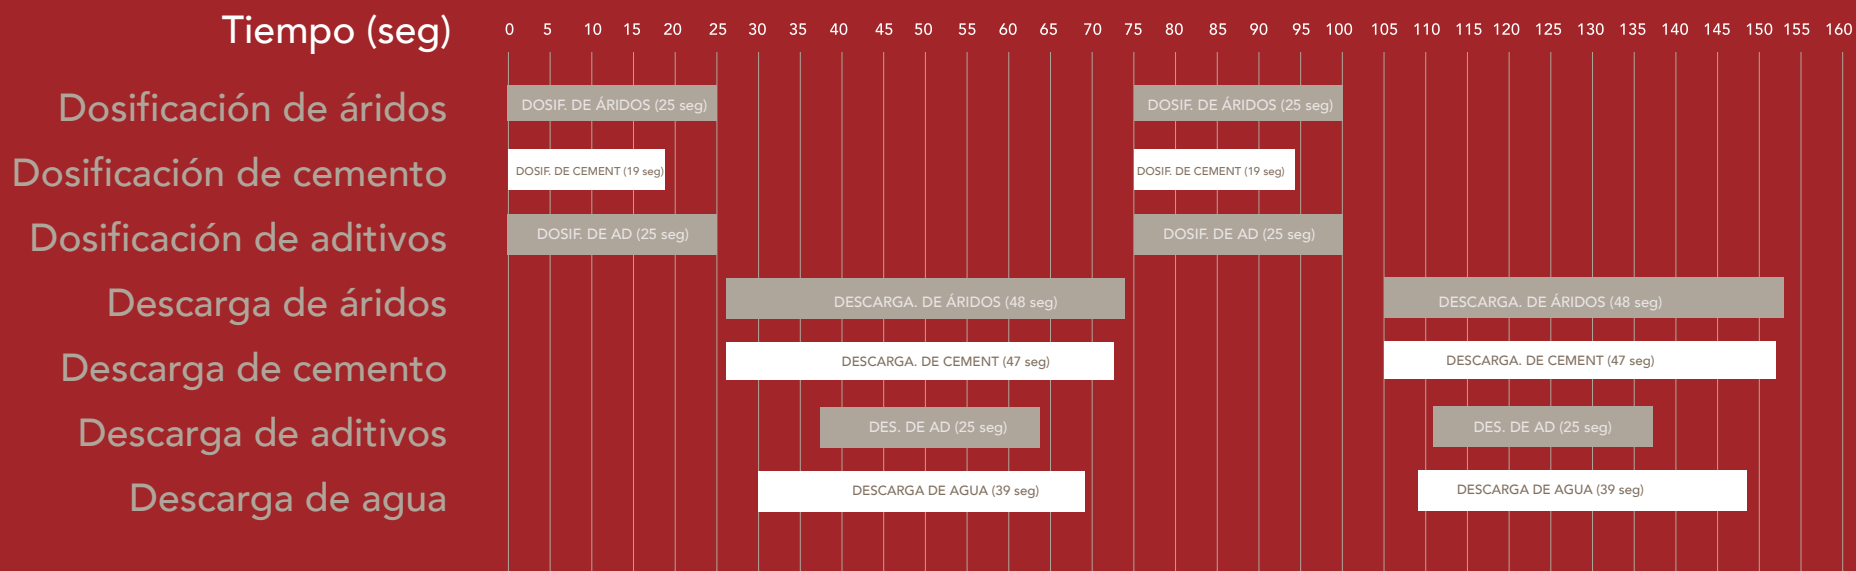 Tiempo (seg) 0 5 10 15 20 25 30 35 40 45 50 55 60 65 70 75 80 85 90 95 100 105 110 115 120 125 130 135 140 145 150 155 160
Dosificación de áridos DOSIF. DE ÁRIDOS (25 seg) DOSIF. DE ÁRIDOS (25 seg)
Dosificación de cemento DOSIF. DE CEMENT (19 seg) DOSIF. DE CEMENT (19 seg)
Dosificación de aditivos DOSIF. DE AD (25 seg) DOSIF. DE AD (25 seg)
Descarga de áridos DESCARGA. DE ÁRIDOS (48 seg) DESCARGA. DE ÁRIDOS (48 seg)
Descarga de cemento DESCARGA. DE CEMENT (47 seg) DESCARGA. DE CEMENT (47 seg)
Descarga de aditivos DES. DE AD (25 seg) DES. DE AD (25 seg)
Descarga de agua DESCARGA DE AGUA (39 seg) DESCARGA DE AGUA (39 seg)